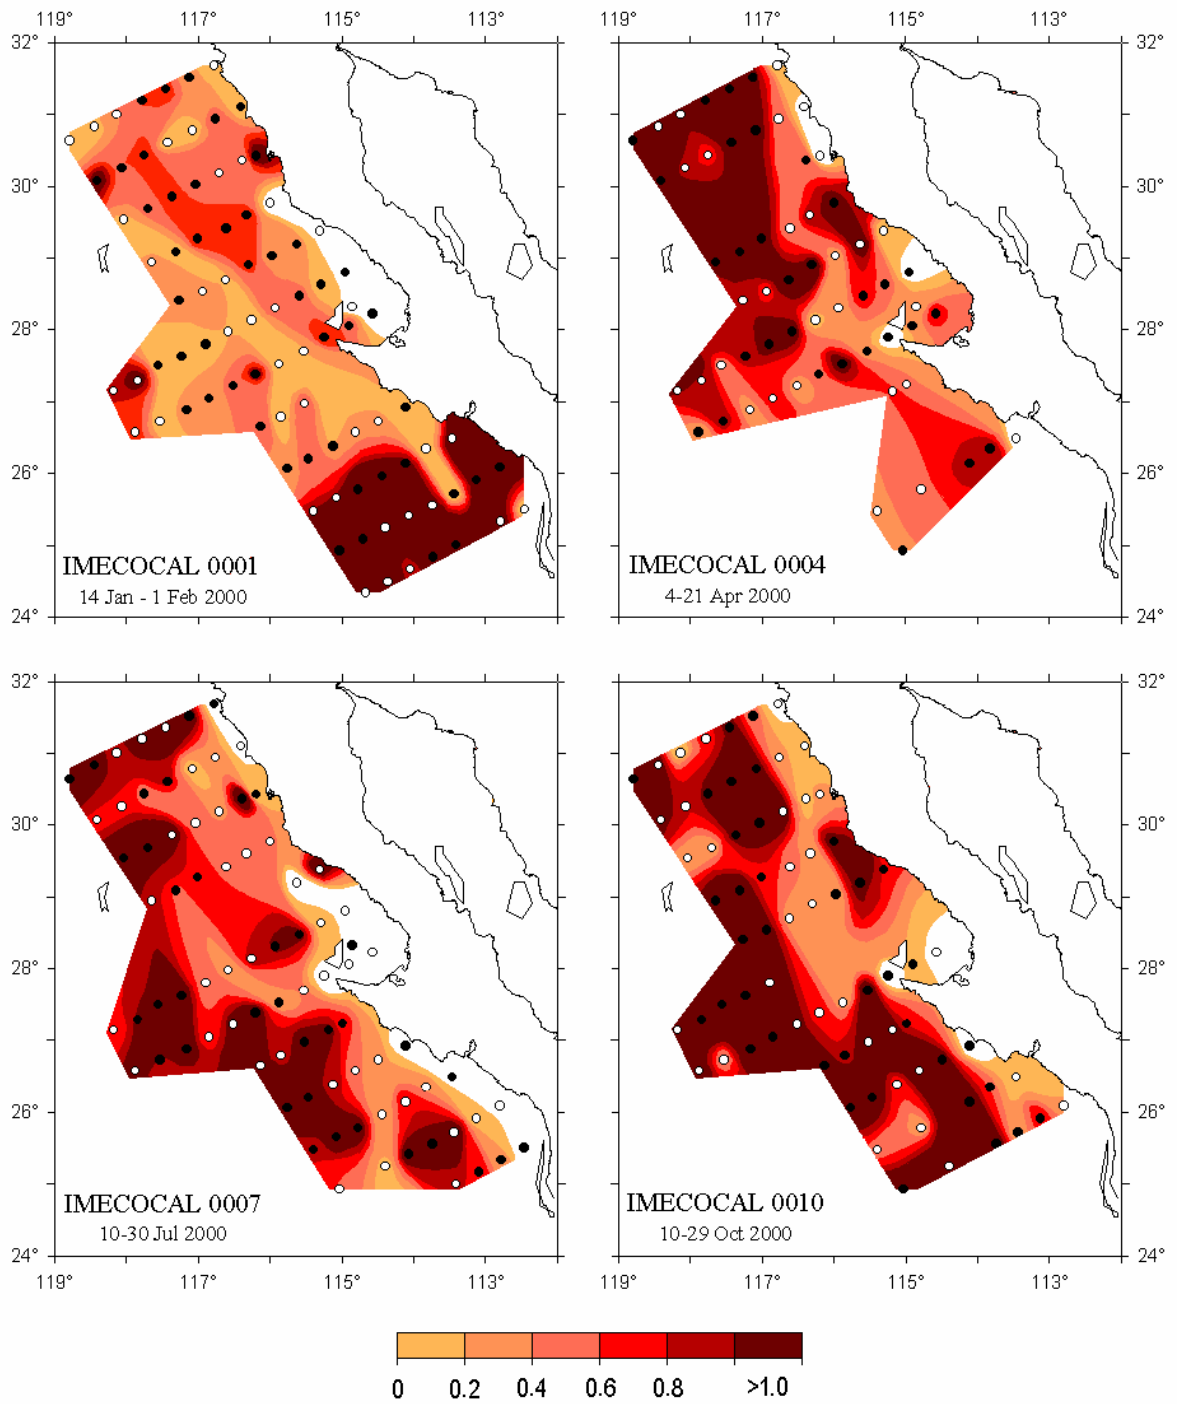 119° 117° 115° 113° 119° 117° 115° 113°
32° 32°
30° 30°
28° 28°
26° 26°
IMECOCAL 0001 IMECOCAL 0004
14 Jan - 1 Feb 2000 4-21 Apr 2000
24° 24°
32° 32°
30° 30°
28° 28°
26° 26°
IMECOCAL 0007 IMECOCAL 0010
10-30 Jul 2000 10-29 Oct 2000
24° 24°
119° 117° 115° 113° 119° 117° 115° 113°
0 0.2 0.4 0.6 0.8 >1.0